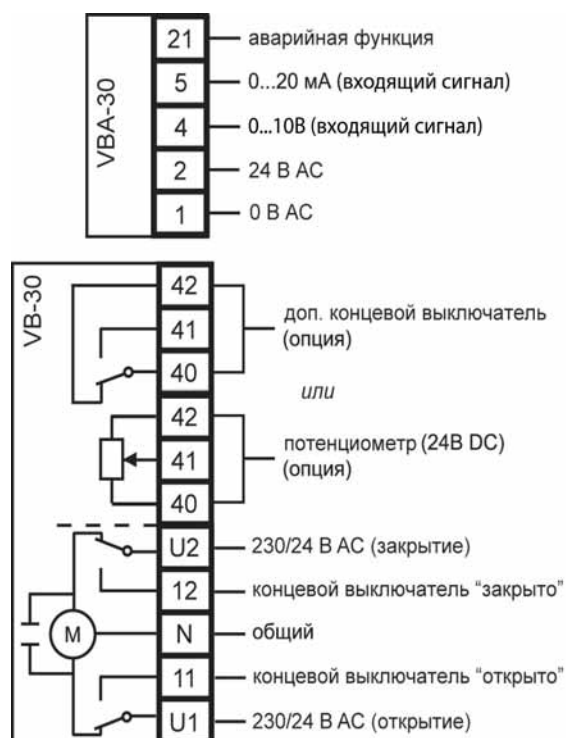 VBA-30
21 аварийная функция
5 0...20 мА (входящий сигнал)
4 0...10В (входящий сигнал)
2 24 В АС
1 0 В АС
VB-30
42
41
40
доп. концевой выключатель
(опция)
или
42
41
40
потенциометр (24В DC)
(опция)
U2 230/24 В АС (закрытие)
12 концевой выключатель “закрыто”
M
N общий
11 концевой выключатель “открыто”
U1 230/24 В АС (открытие)